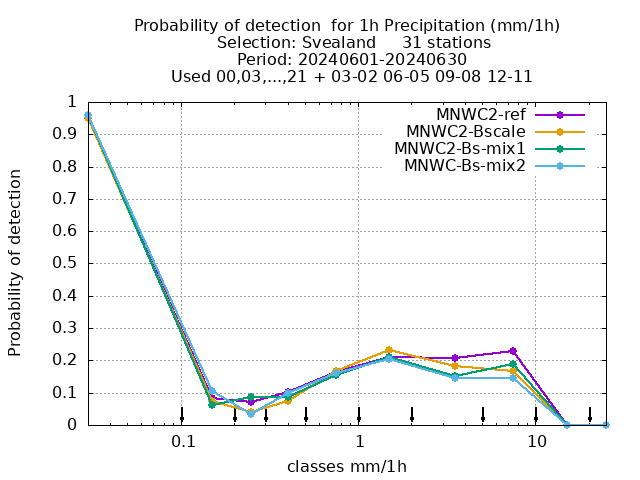 Probability of detection  for 1h Precipitation (mm/1h)
Selection: Svealand     31 stations
Period: 20240601-20240630
Used 00,03,...,21 + 03-02 06-05 09-08 12-11
MNWC2-ref
MNWC2-Bscale
MNWC2-Bs-mix1
MNWC-Bs-mix2
Probability of detection
1
0.9
0.8
0.7
0.6
0.5
0.4
0.3
0.2
0.1
0
0.1 1 10
classes mm/1h